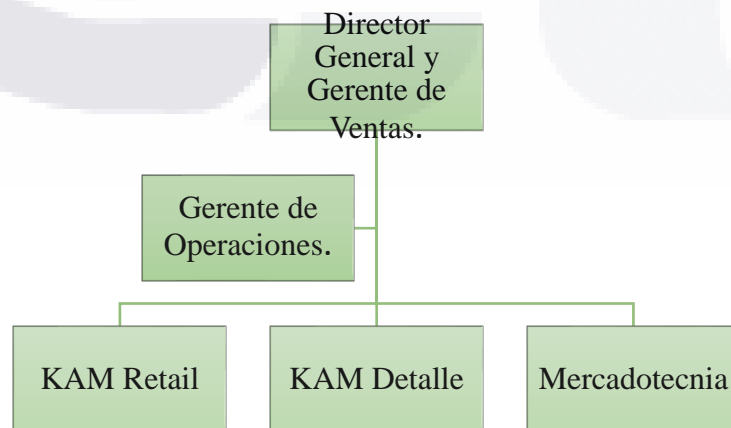 Director
General y
Gerente de
Ventas.
Gerente de
Operaciones.
KAM Retail
KAM Detalle
Mercadotecnia